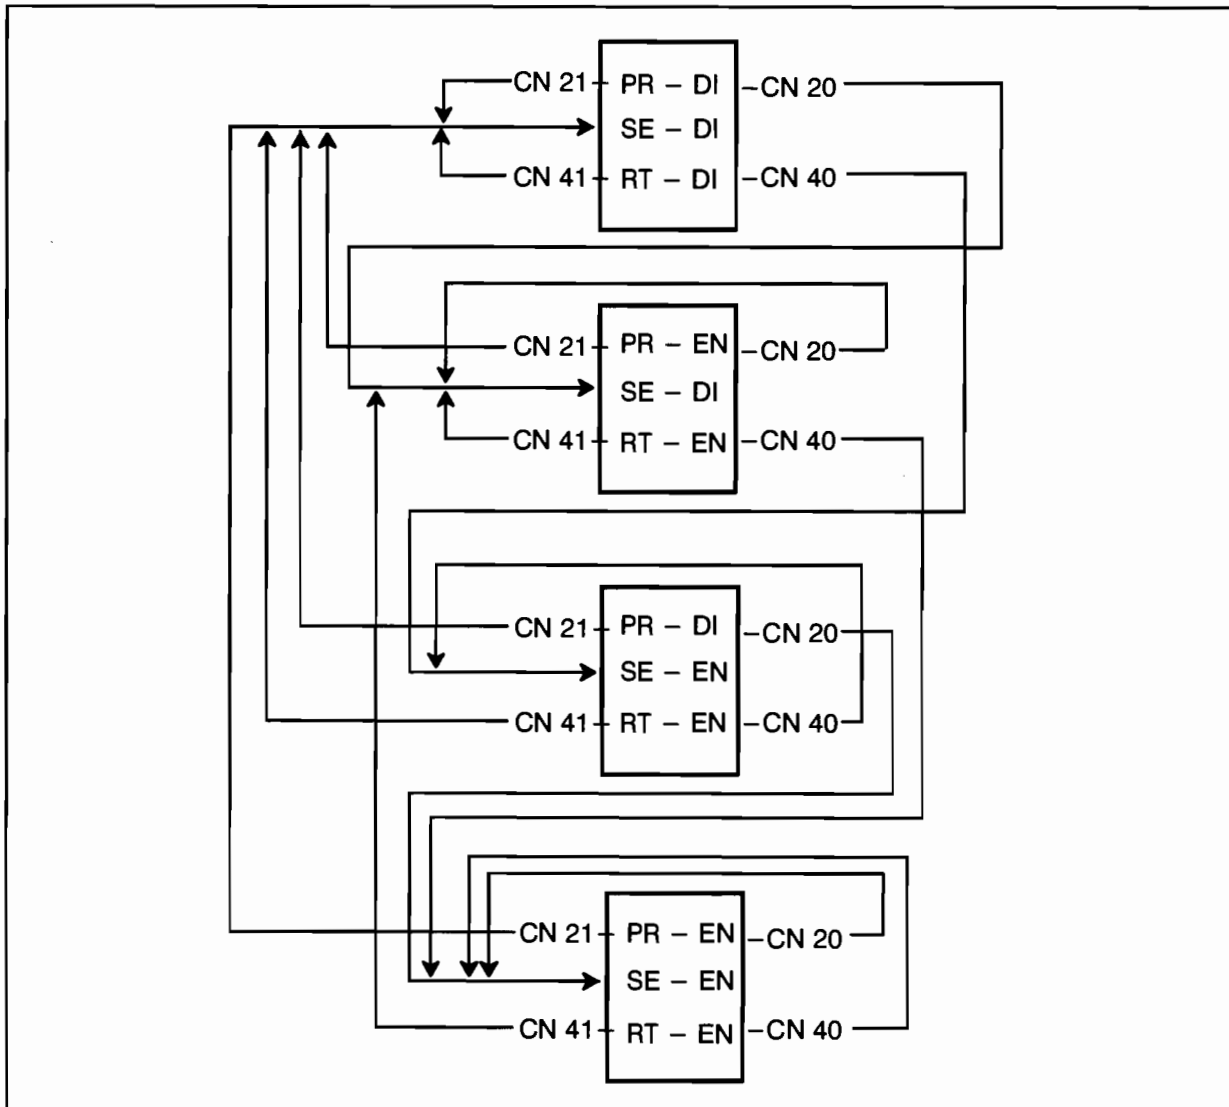 CN 21 PR – DI CN 20
SE – DI
CN 41 RT – DI CN 40
CN 21 PR – EN CN 20
SE – DI
CN 41 RT – EN CN 40
CN 21 PR – DI CN 20
SE – EN
CN 41 RT – EN CN 40
CN 21 PR – EN CN 20
SE – EN
CN 41 RT – EN CN 40